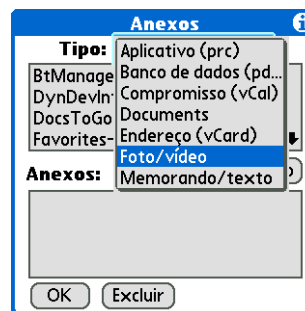 Anexos
Tipo:
Aplicativo (prc)
Banco de dados (pd...
Compromisso (vCal)
Documents
Endereço (vCard)
Foto/vídeo
Memorando/texto
BtManage
DynDevIn
DocsToGo
Favorites-
Anexos:
OK
Excluir